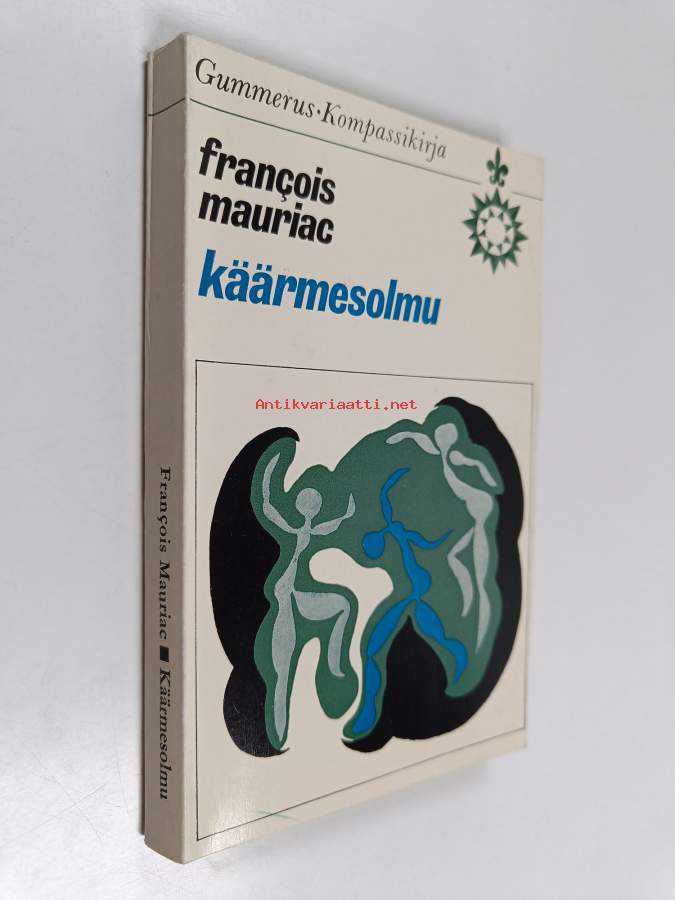 Gummerus·Kompassikirja
françois
mauriac
käärmesolmu
Antikvariaatti.net
François Mauriac ■ Käärmesolmu